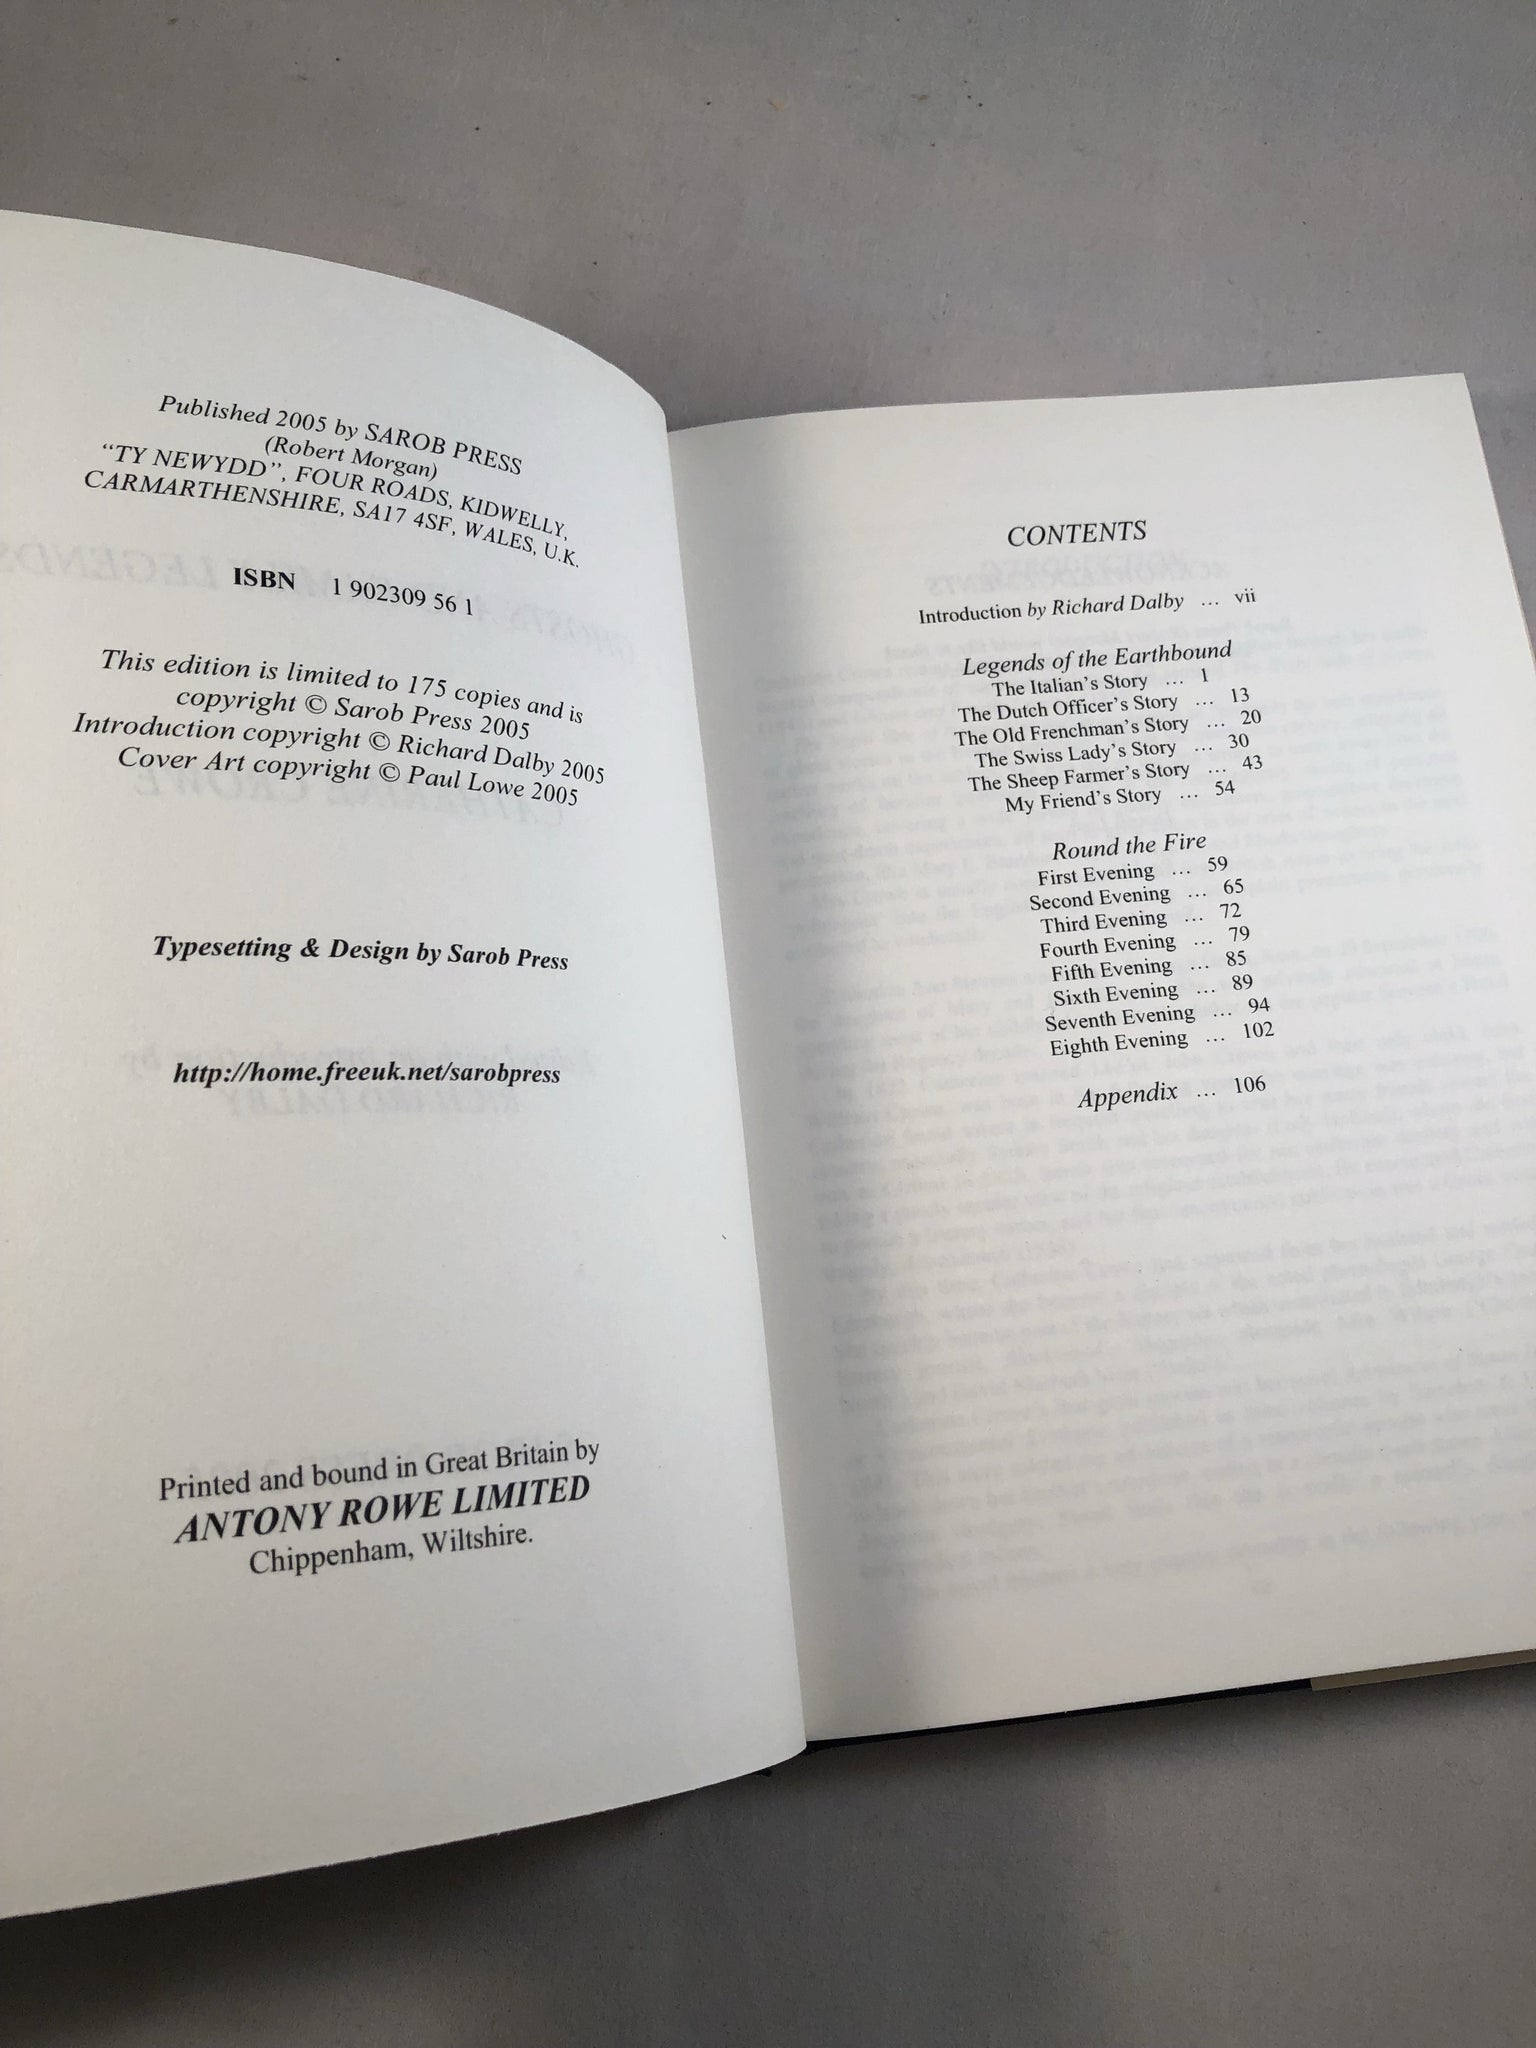 Published 2005 by SAROB PRESS
(Robert Morgan)
“TY NEWYDD”, FOUR ROADS, KIDWELLY,
CARMARTHENSHIRE, SA17 4SF, WALES, U.K.
ISBN 1 902309 56 1
This edition is limited to 175 copies and is
copyright © Sarob Press 2005
Introduction copyright © Richard Dalby 2005
Cover Art copyright © Paul Lowe 2005
Typesetting & Design by Sarob Press
http://home.freeuk.net/sarobpress
Printed and bound in Great Britain by
ANTONY ROWE LIMITED
Chippenham, Wiltshire.
CONTENTS
Introduction by Richard Dalby ... vii
Legends of the Earthbound
The Italian’s Story ... 1
The Dutch Officer’s Story ... 13
The Old Frenchman’s Story ... 20
The Swiss Lady’s Story ... 30
The Sheep Farmer’s Story ... 43
My Friend’s Story ... 54
Round the Fire
First Evening ... 59
Second Evening ... 65
Third Evening ... 72
Fourth Evening ... 79
Fifth Evening ... 85
Sixth Evening ... 89
Seventh Evening ... 94
Eighth Evening ... 102
Appendix ... 106